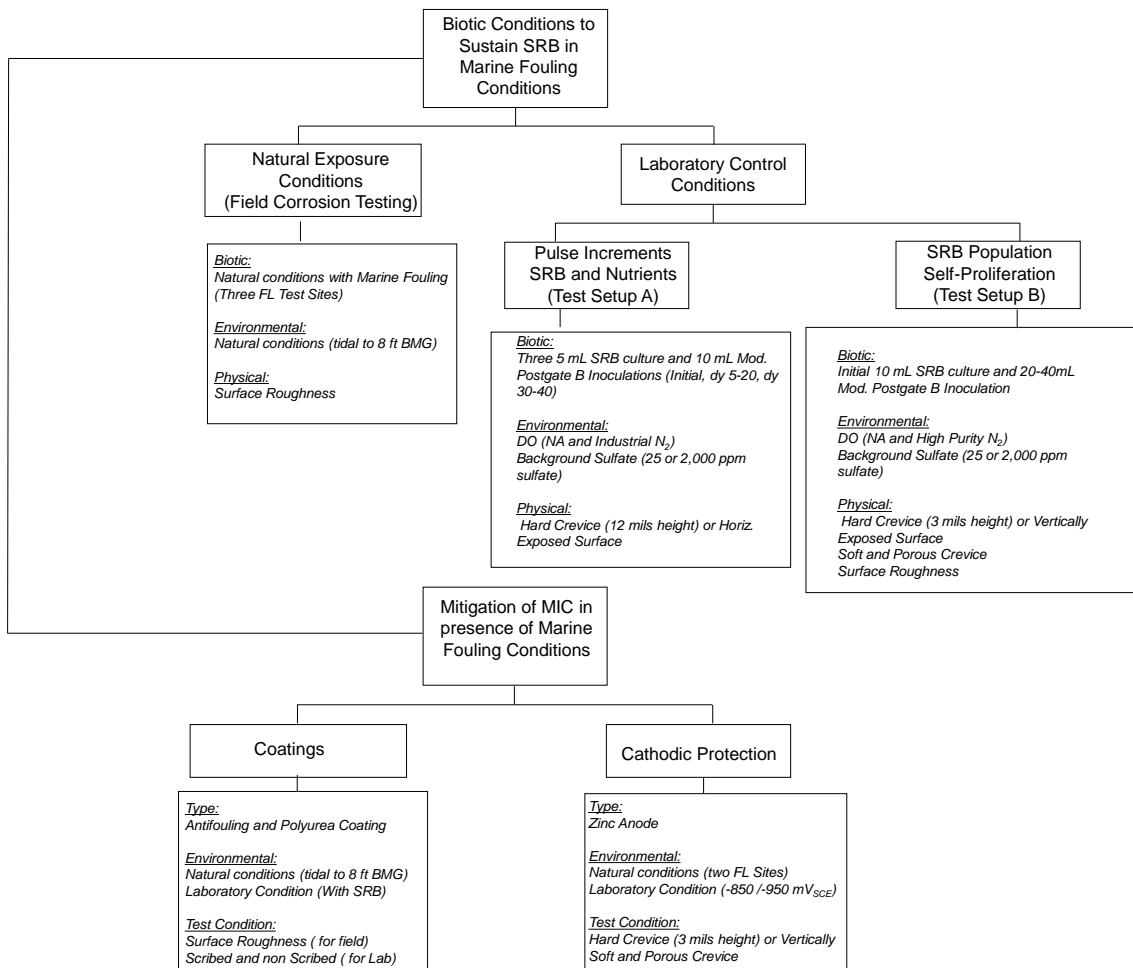 Biotic Conditions to
Sustain SRB in
Marine Fouling
Conditions
Natural Exposure
Conditions
(Field Corrosion Testing)
Laboratory Control
Conditions
Biotic:
Natural conditions with Marine Fouling
(Three FL Test Sites)
Environmental:
Natural conditions (tidal to 8 ft BMG)
Physical:
Surface Roughness
Pulse Increments
SRB and Nutrients
(Test Setup A)
SRB Population
Self-Proliferation
(Test Setup B)
Biotic:
Three 5 mL SRB culture and 10 mL Mod.
Postgate B Inoculations (Initial, dy 5-20, dy
30-40)
Environmental:
DO (NA and Industrial N2)
Background Sulfate (25 or 2,000 ppm
sulfate)
Physical:
Hard Crevice (12 mils height) or Horiz.
Exposed Surface
Biotic:
Initial 10 mL SRB culture and 20-40mL
Mod. Postgate B Inoculation
Environmental:
DO (NA and High Purity N2)
Background Sulfate (25 or 2,000 ppm
sulfate)
Physical:
Hard Crevice (3 mils height) or Vertically
Exposed Surface
Soft and Porous Crevice
Surface Roughness
Mitigation of MIC in
presence of Marine
Fouling Conditions
Coatings
Cathodic Protection
Type:
Antifouling and Polyurea Coating
Environmental:
Natural conditions (tidal to 8 ft BMG)
Laboratory Condition (With SRB)
Test Condition:
Surface Roughness ( for field)
Scribed and non Scribed ( for Lab)
Type:
Zinc Anode
Environmental:
Natural conditions (two FL Sites)
Laboratory Condition (-850 /-950 mVSCE)
Test Condition:
Hard Crevice (3 mils height) or Vertically
Soft and Porous Crevice